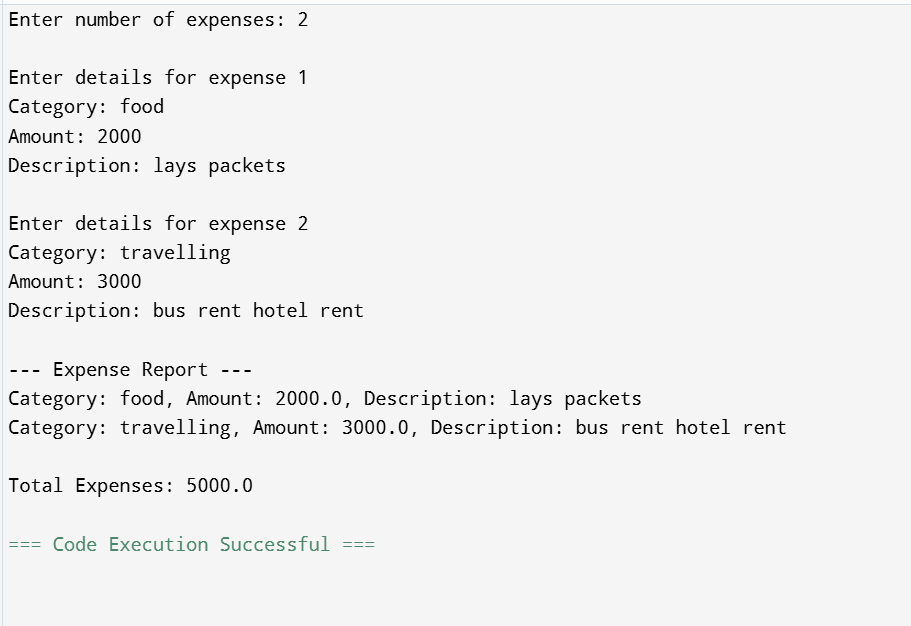 Enter number of expenses: 2
Enter details for expense 1
Category: food
Amount: 2000
Description: lays packets
Enter details for expense 2
Category: travelling
Amount: 3000
Description: bus rent hotel rent
--- Expense Report ---
Category: food, Amount: 2000.0, Description: lays packets
Category: travelling, Amount: 3000.0, Description: bus rent hotel rent
Total Expenses: 5000.0
=== Code Execution Successful ===